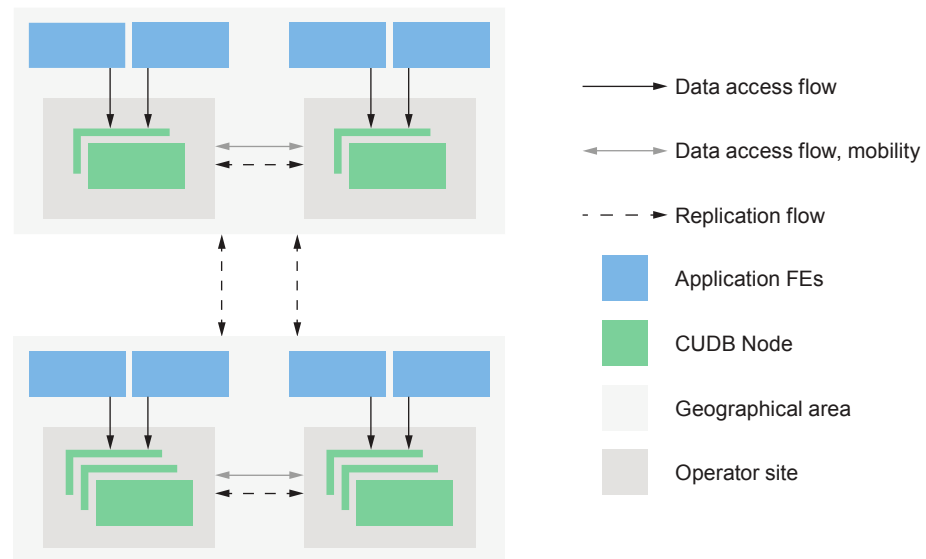 Data access flow
Data access flow, mobility
Replication flow
Application FEs
CUDB Node
Geographical area
Operator site